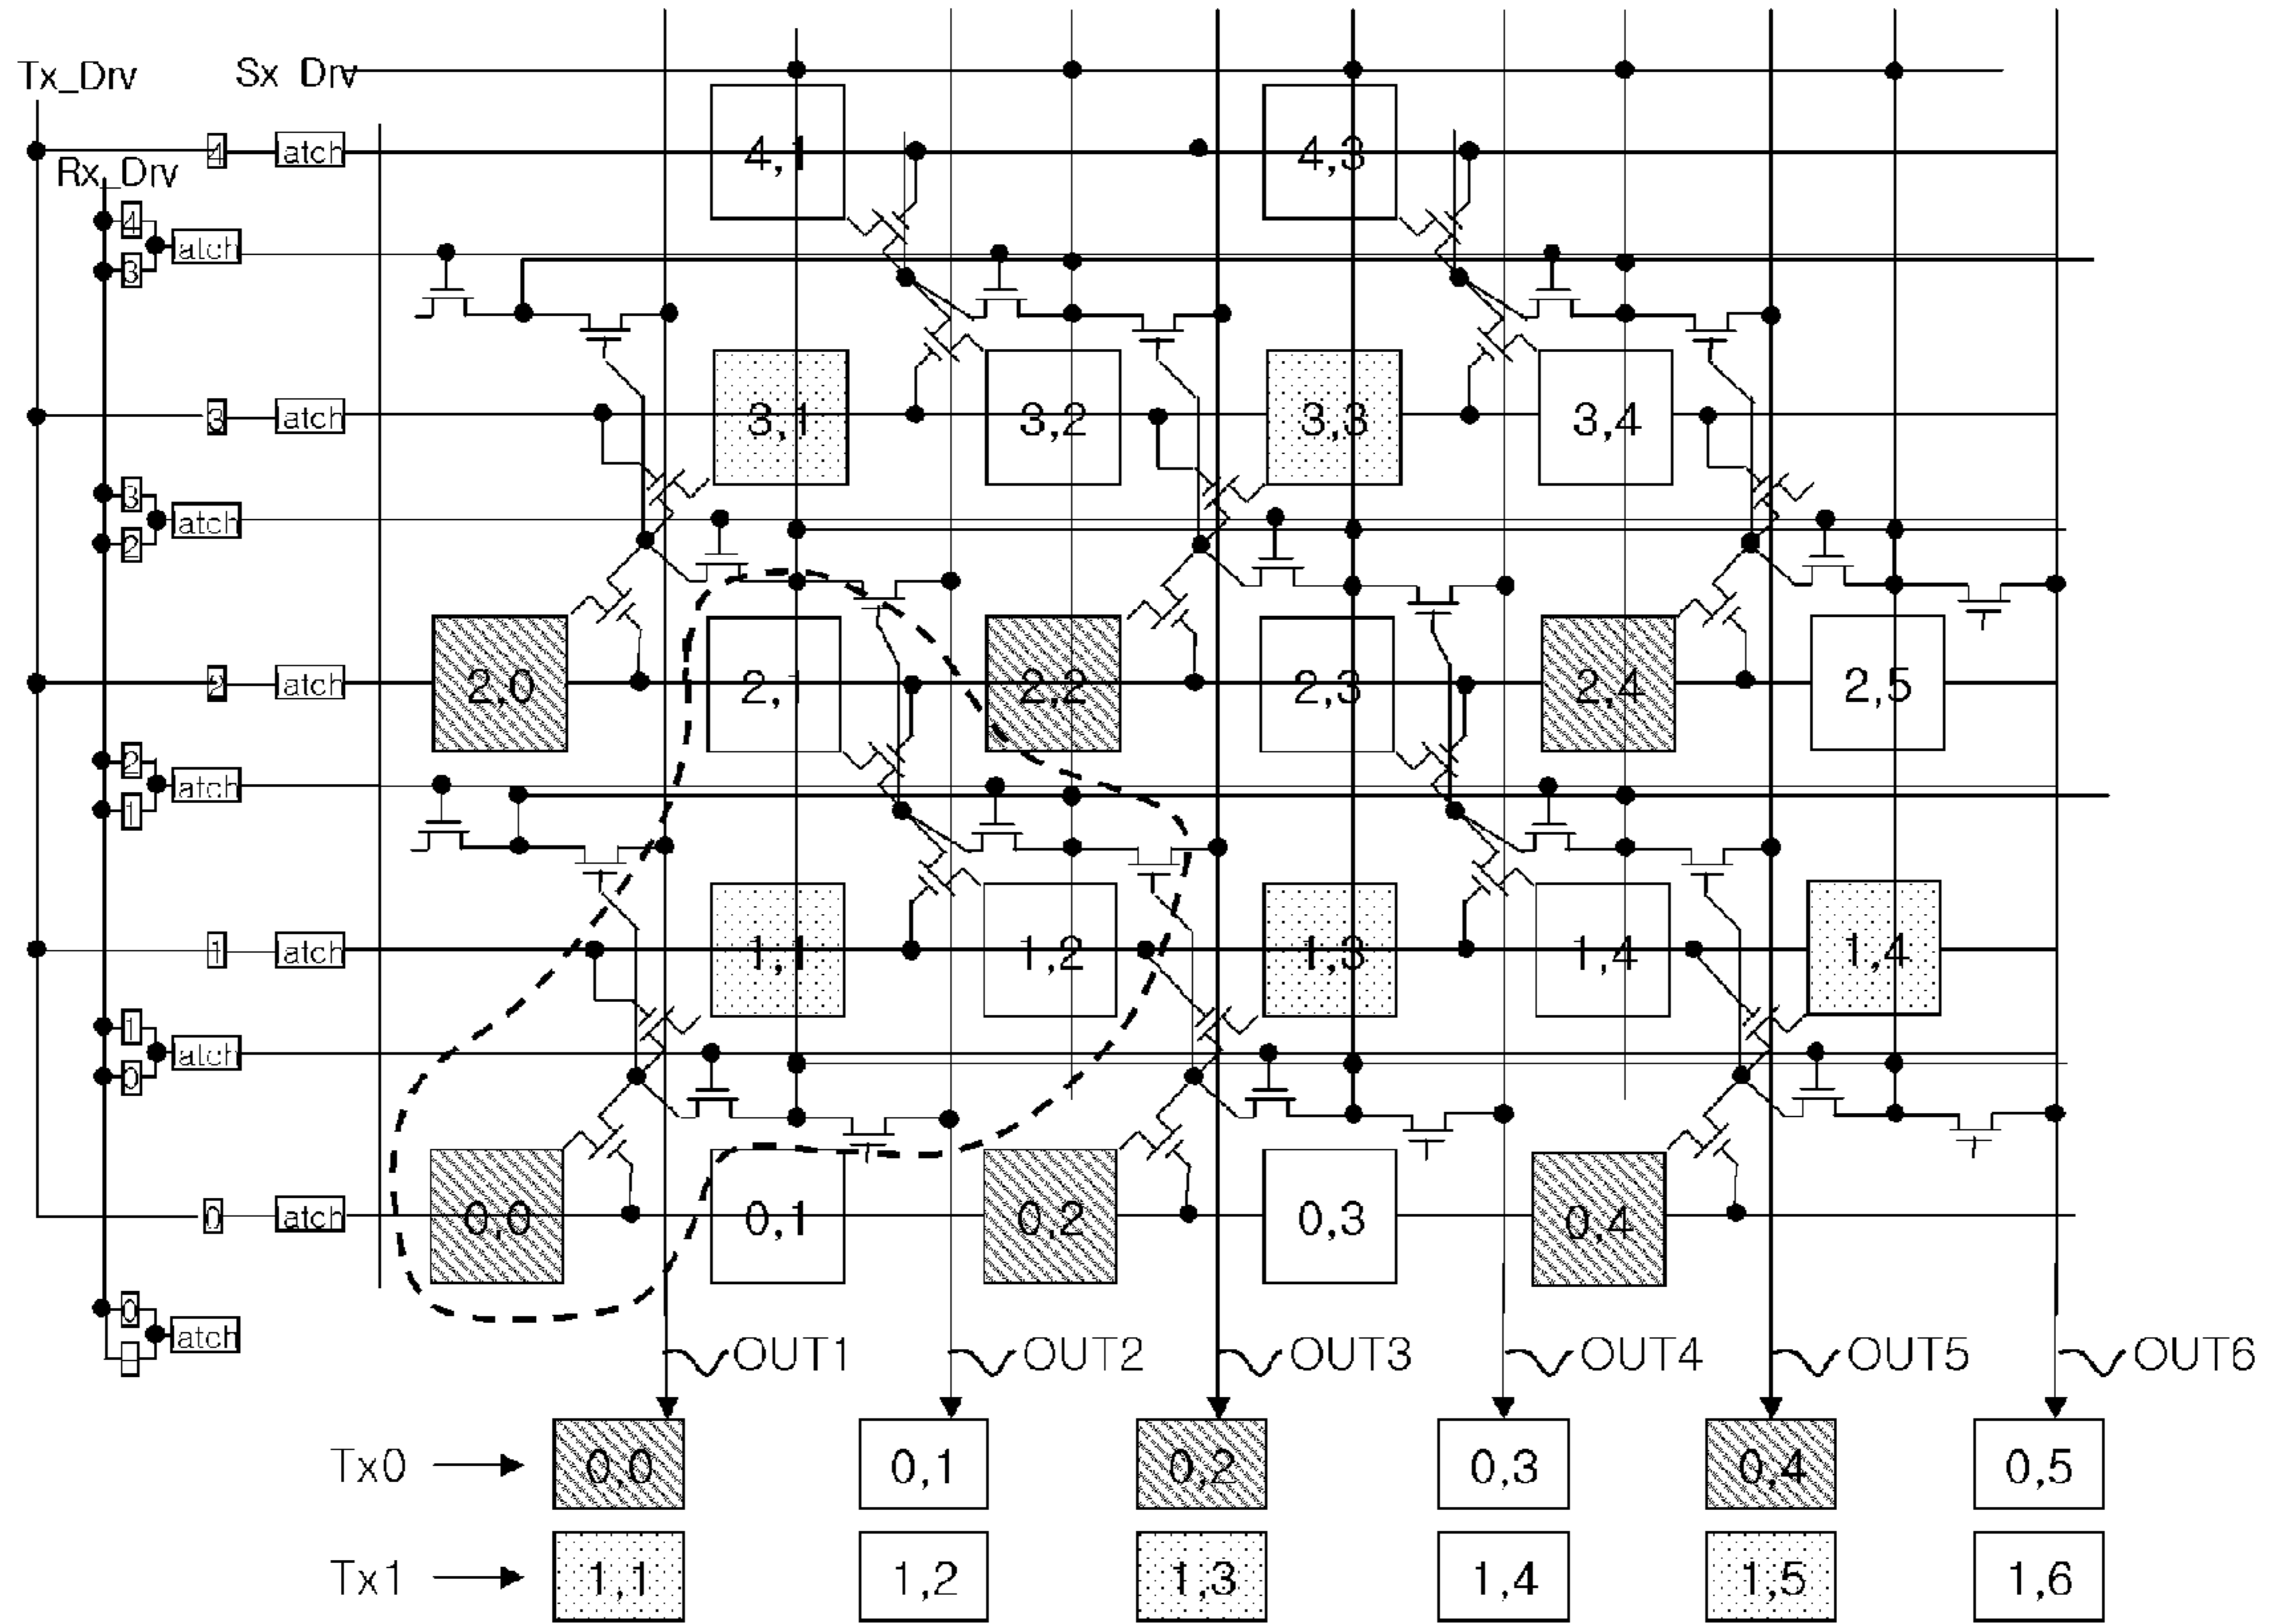 Tx_Drv
Sx Drv
4 latch 4,1 4,3
Rx_Drv
4
latch
3
3 latch 3,1 3,2 3,3 3,4
3
latch
2
2 latch 2,0 2,1 2,2 2,3 2,4 2,5
2
latch
1
1 latch 1,1 1,2 1,3 1,4 1,4
1
latch
0
0 latch 0,0 0,1 0,2 0,3 0,4
0
latch
OUT1 OUT2 OUT3 OUT4 OUT5 OUT6
Tx0 0,0 0,1 0,2 0,3 0,4 0,5
Tx1 1,1 1,2 1,3 1,4 1,5 1,6